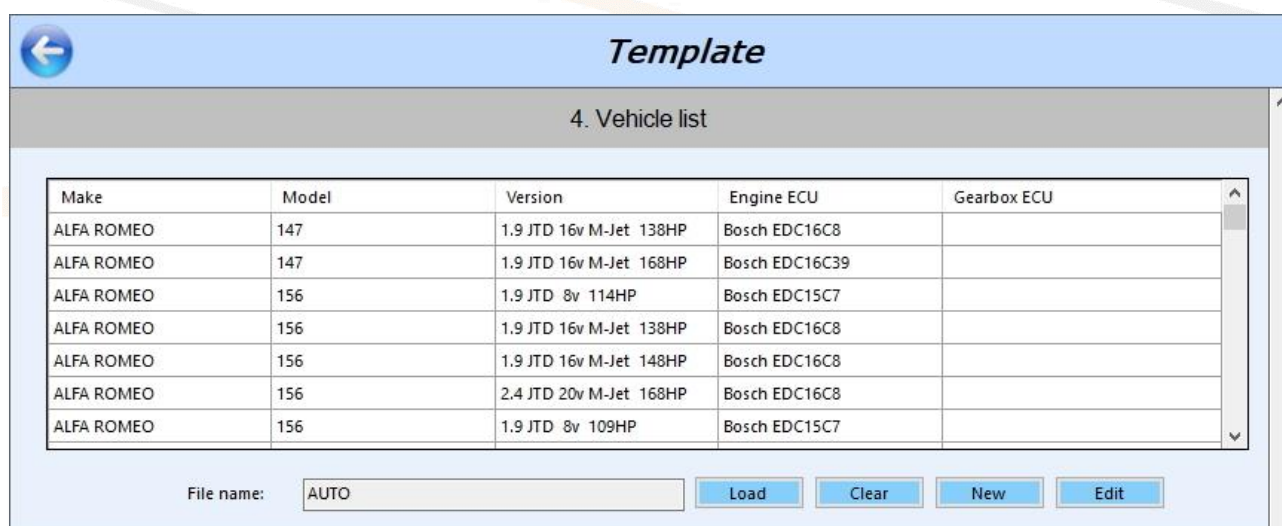 Template
4. Vehicle list
Make Model Version Engine ECU Gearbox ECU
ALFA ROMEO 147 1.9 JTD 16v M-Jet 138HP Bosch EDC16C8
ALFA ROMEO 147 1.9 JTD 16v M-Jet 168HP Bosch EDC16C39
ALFA ROMEO 156 1.9 JTD 8v 114HP Bosch EDC15C7
ALFA ROMEO 156 1.9 JTD 16v M-Jet 138HP Bosch EDC16C8
ALFA ROMEO 156 1.9 JTD 16v M-Jet 148HP Bosch EDC16C8
ALFA ROMEO 156 2.4 JTD 20v M-Jet 168HP Bosch EDC16C8
ALFA ROMEO 156 1.9 JTD 8v 109HP Bosch EDC15C7
File name: AUTO Load Clear New Edit